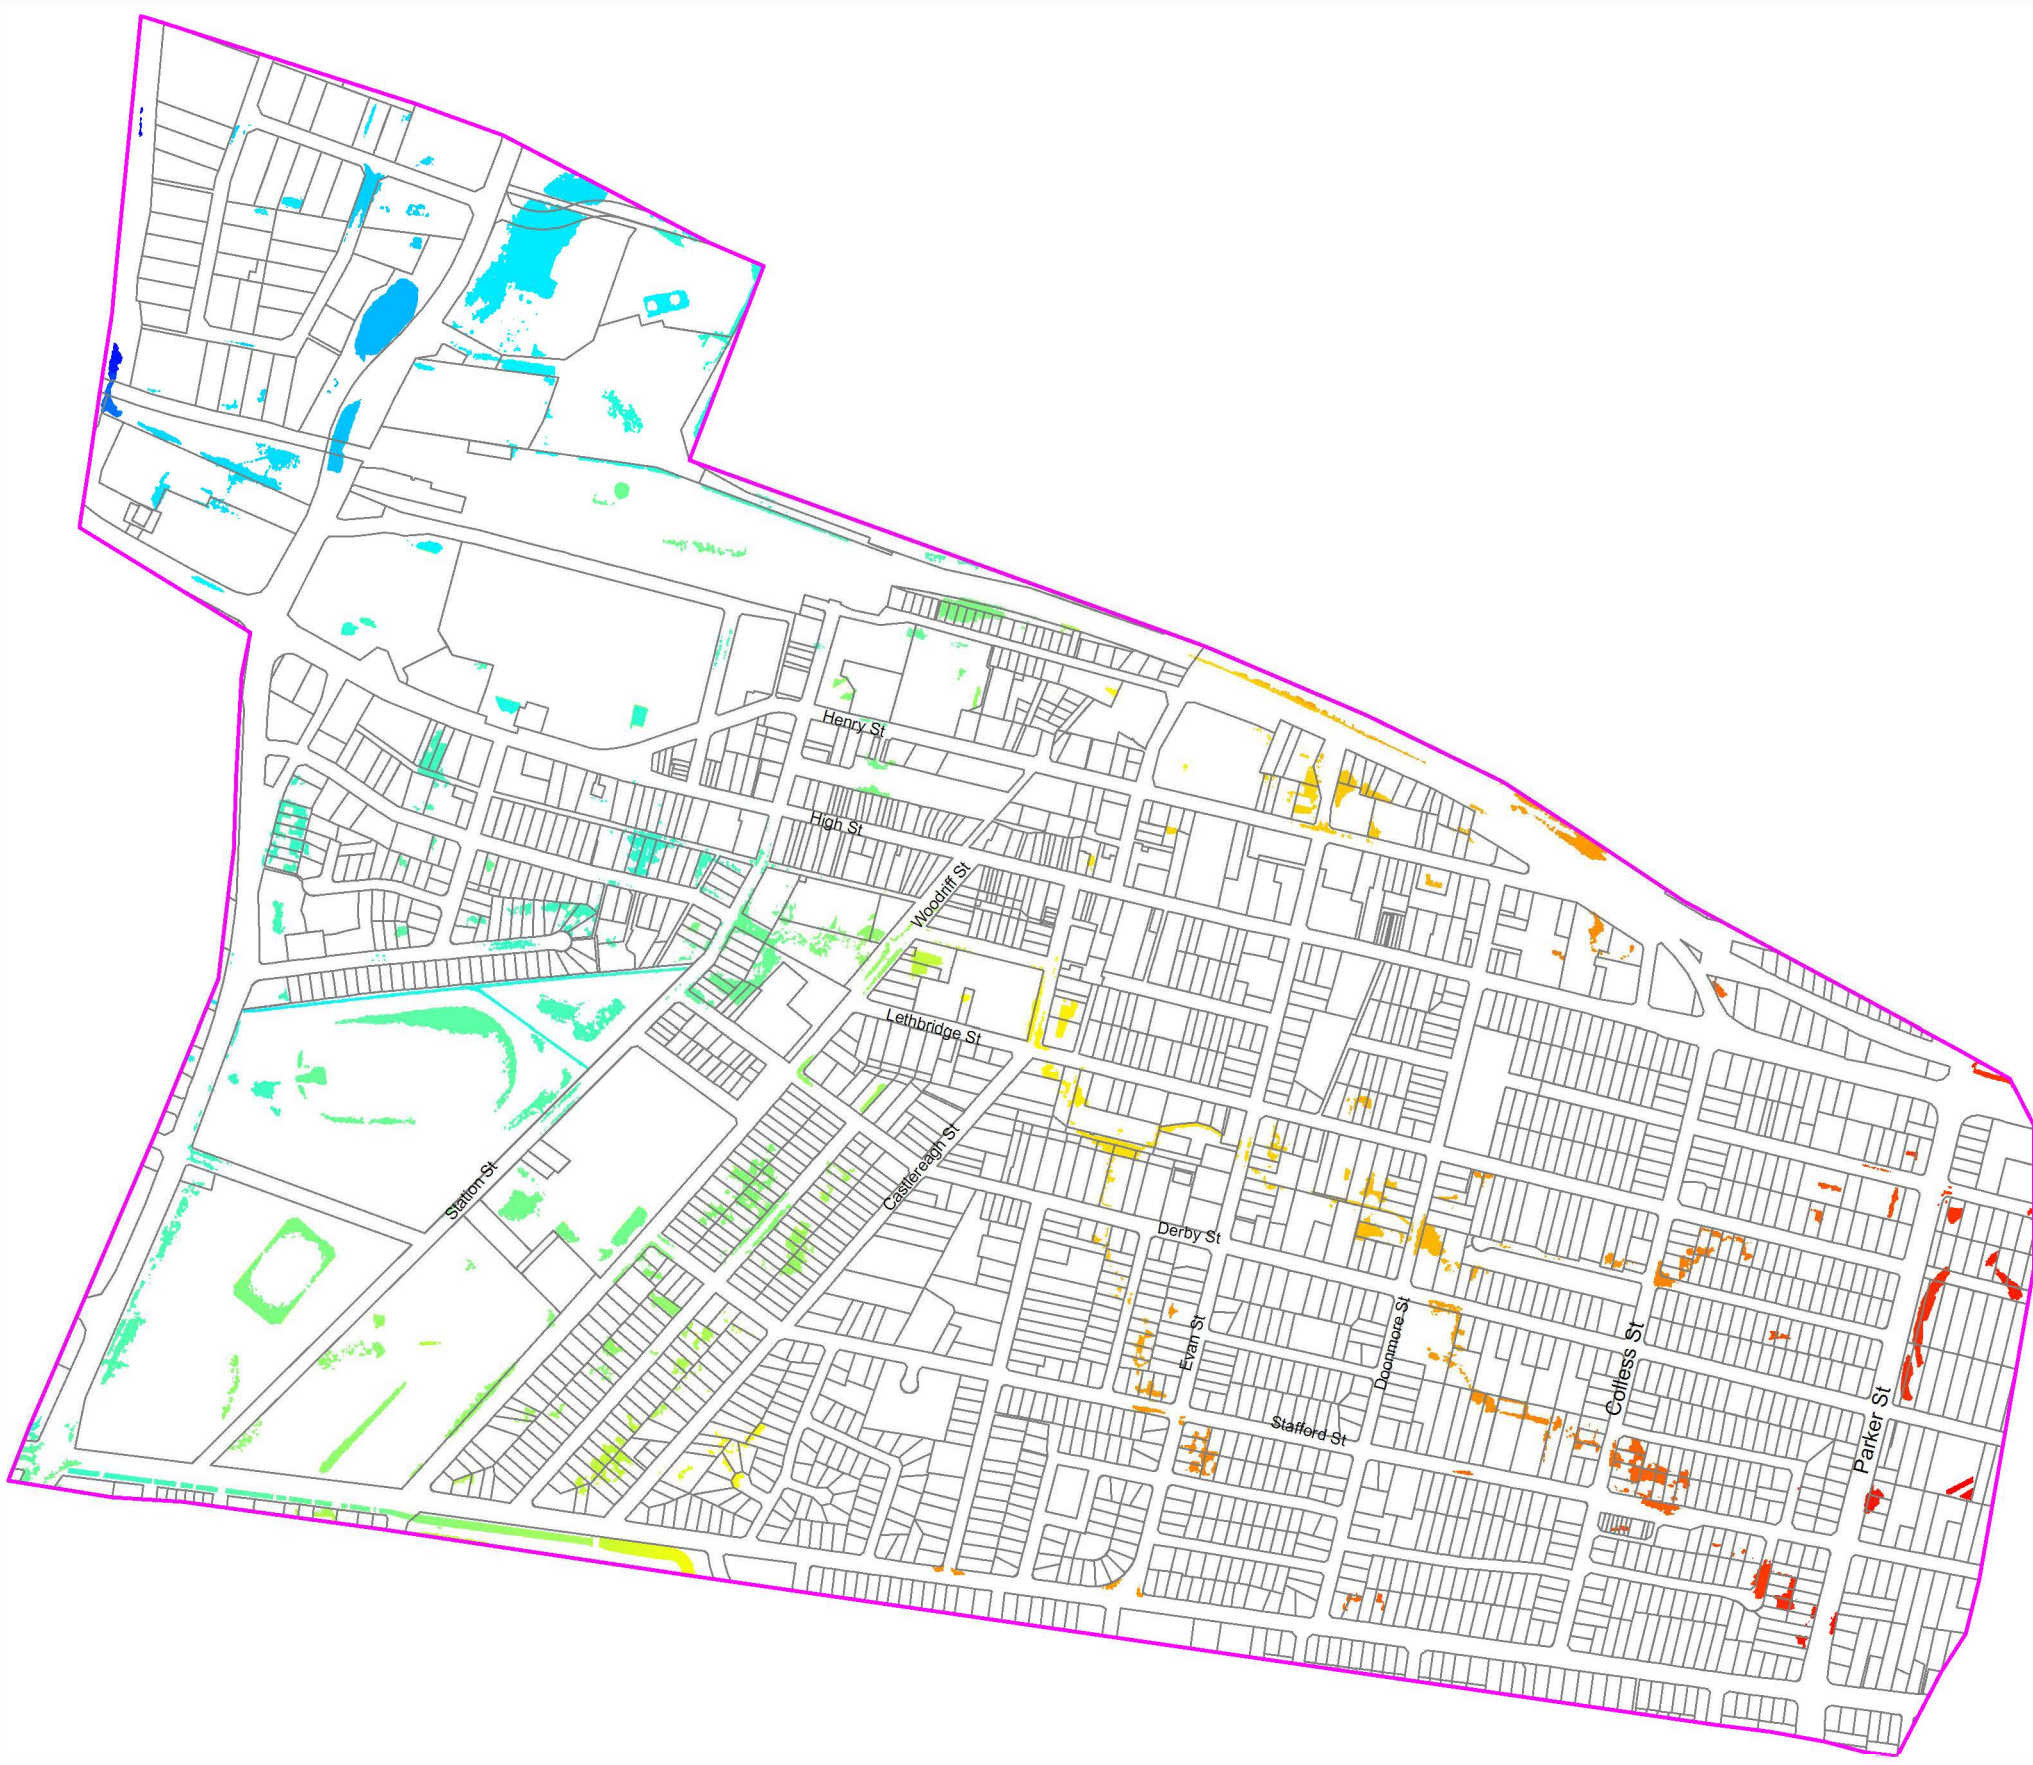 Henry St
High St
Woodriff St
Lethbridge St
Castlereagh St
Station St
Derby St
Evan St
Doonmore St
Colless St
Stafford St
Parker St